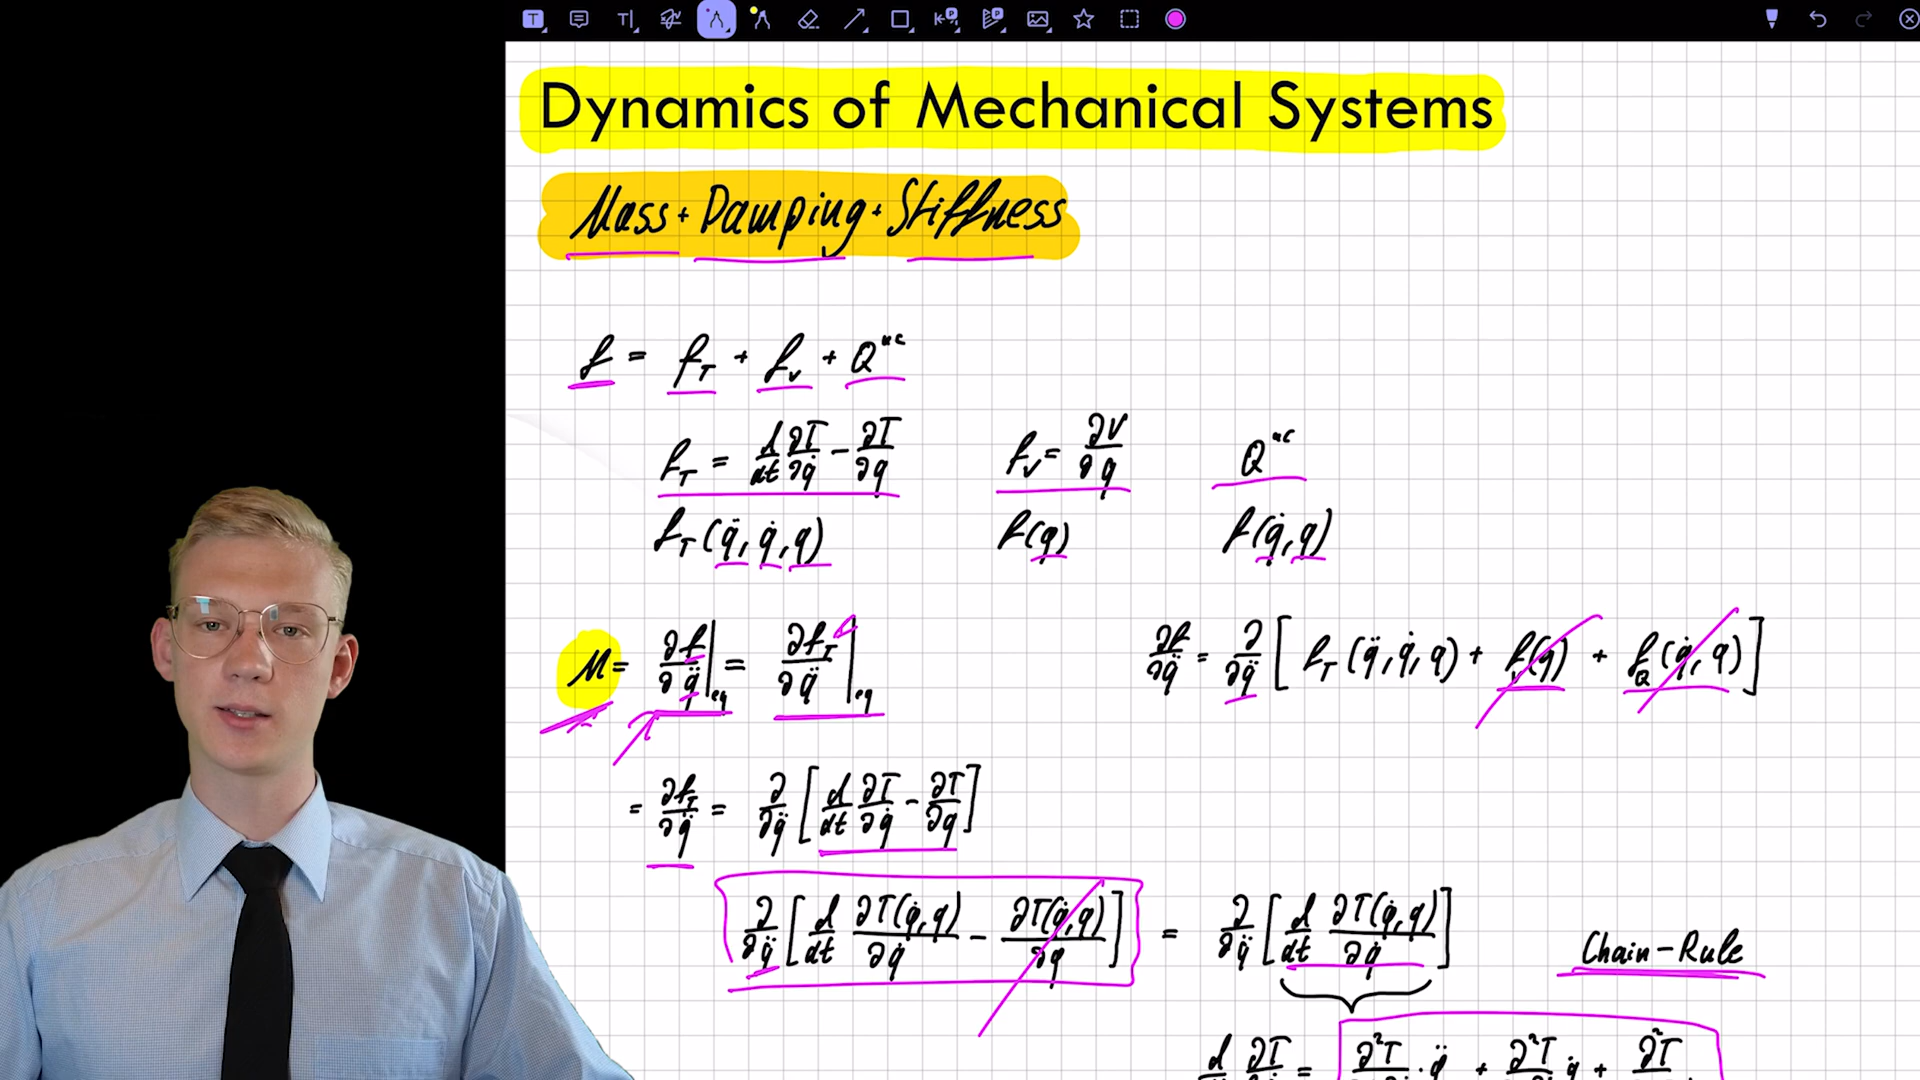 Dynamics of Mechanical Systems
Mass + Damping + Stiffness
f = f_T + f_V + Q^nc
f_T = d/dt ∂T/∂q̇ − ∂T/∂q    f_V = ∂V/∂q    Q^nc
f_T(q̈, q̇, q)    f(q)    f(q̇, q)
M = ∂f/∂q̈ |_eq = ∂f_T/∂q̈ |_eq    ∂f/∂q̈ = ∂/∂q̈ [ f_T(q̈, q̇, q) + f_V(q) + f_Q(q̇, q) ]
= ∂f_T/∂q̈ = ∂/∂q̈ [ d/dt ∂T/∂q̇ − ∂T/∂q ]
∂/∂q̈ [ d/dt ∂T(q̇, q)/∂q̇ − ∂T(q̇, q)/∂q ] = ∂/∂q̈ [ d/dt ∂T(q̇, q)/∂q̇ ]    Chain-Rule